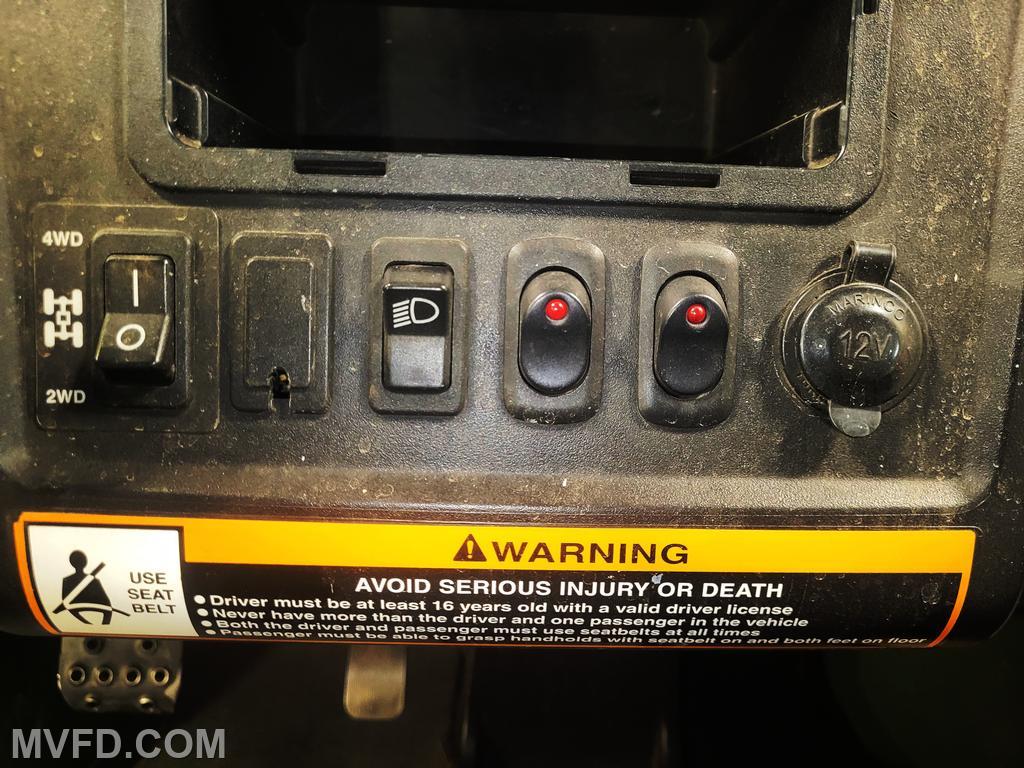 4WD
I
O
2WD
MARINCO
12V
WARNING
USE
SEAT
BELT
AVOID SERIOUS INJURY OR DEATH
● Driver must be at least 16 years old with a valid driver license
● Never have more than the driver and one passenger in the vehicle
● Both the driver and passenger must use seatbelts at all times
● Passenger must be able to grasp handholds with seatbelt on and both feet on floor
MVFD.COM